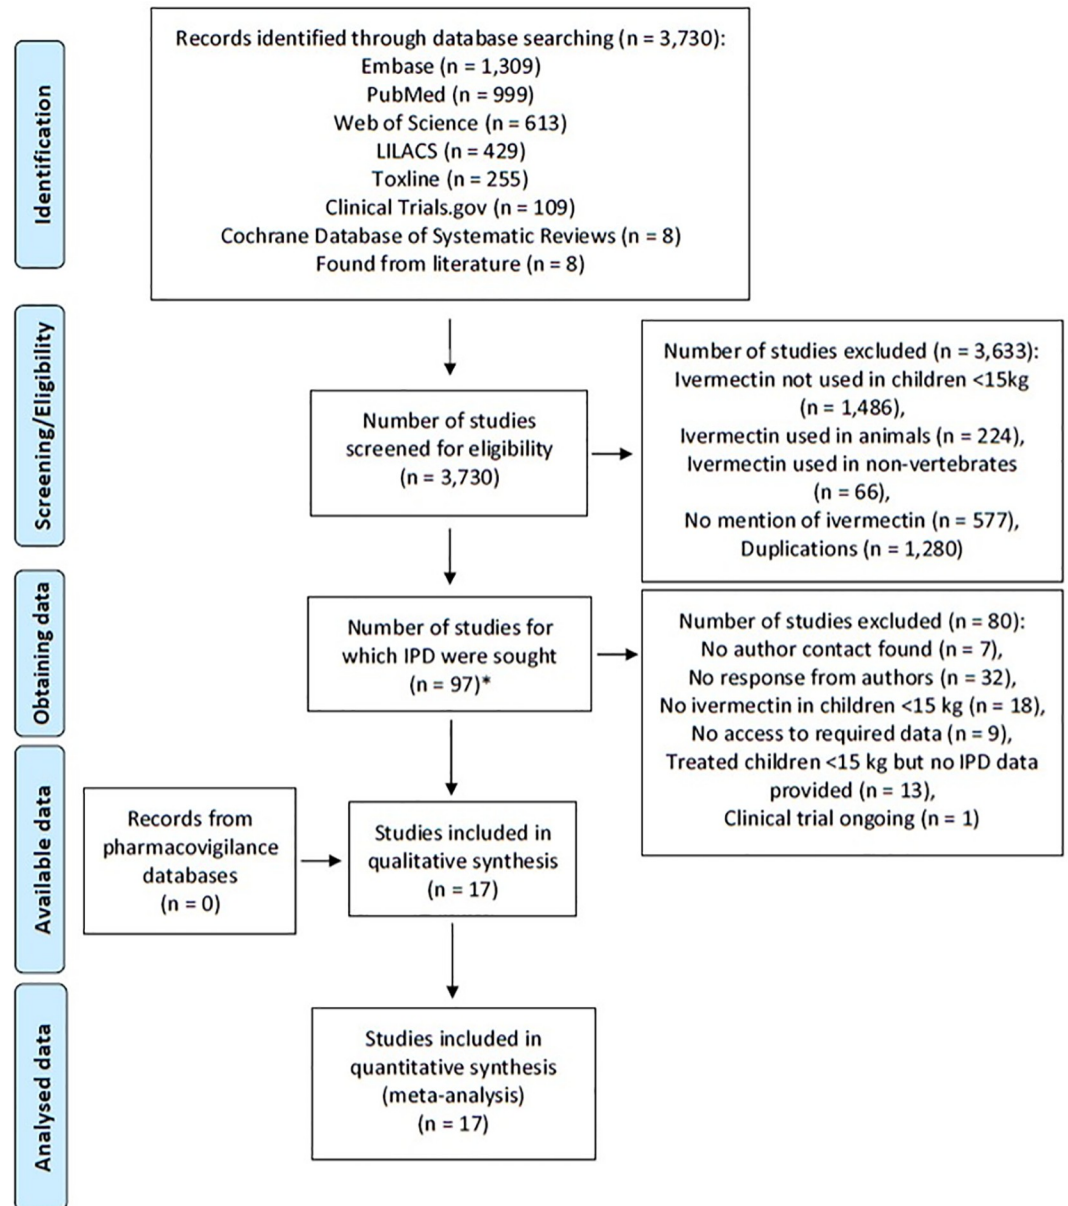 Identification
Records identified through database searching (n = 3,730):
Embase (n = 1,309)
PubMed (n = 999)
Web of Science (n = 613)
LILACS (n = 429)
Toxline (n = 255)
Clinical Trials.gov (n = 109)
Cochrane Database of Systematic Reviews (n = 8)
Found from literature (n = 8)
Screening/Eligibility
Number of studies
screened for eligibility
(n = 3,730)
Number of studies excluded (n = 3,633):
Ivermectin not used in children <15kg
(n = 1,486),
Ivermectin used in animals (n = 224),
Ivermectin used in non-vertebrates
(n = 66),
No mention of ivermectin (n = 577),
Duplications (n = 1,280)
Obtaining data
Number of studies for
which IPD were sought
(n = 97)*
Number of studies excluded (n = 80):
No author contact found (n = 7),
No response from authors (n = 32),
No ivermectin in children <15 kg (n = 18),
No access to required data (n = 9),
Treated children <15 kg but no IPD data
provided (n = 13),
Clinical trial ongoing (n = 1)
Available data
Records from
pharmacovigilance
databases
(n = 0)
Studies included in
qualitative synthesis
(n = 17)
Analysed data
Studies included in
quantitative synthesis
(meta-analysis)
(n = 17)